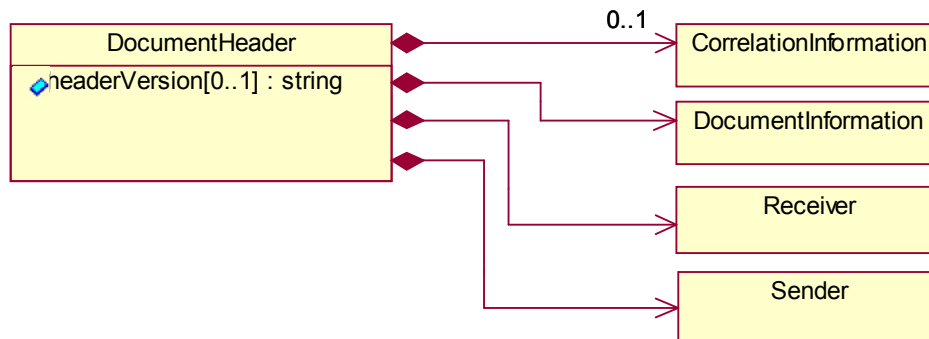 DocumentHeader
headerVersion[0..1] : string
0..1
CorrelationInformation
DocumentInformation
Receiver
Sender